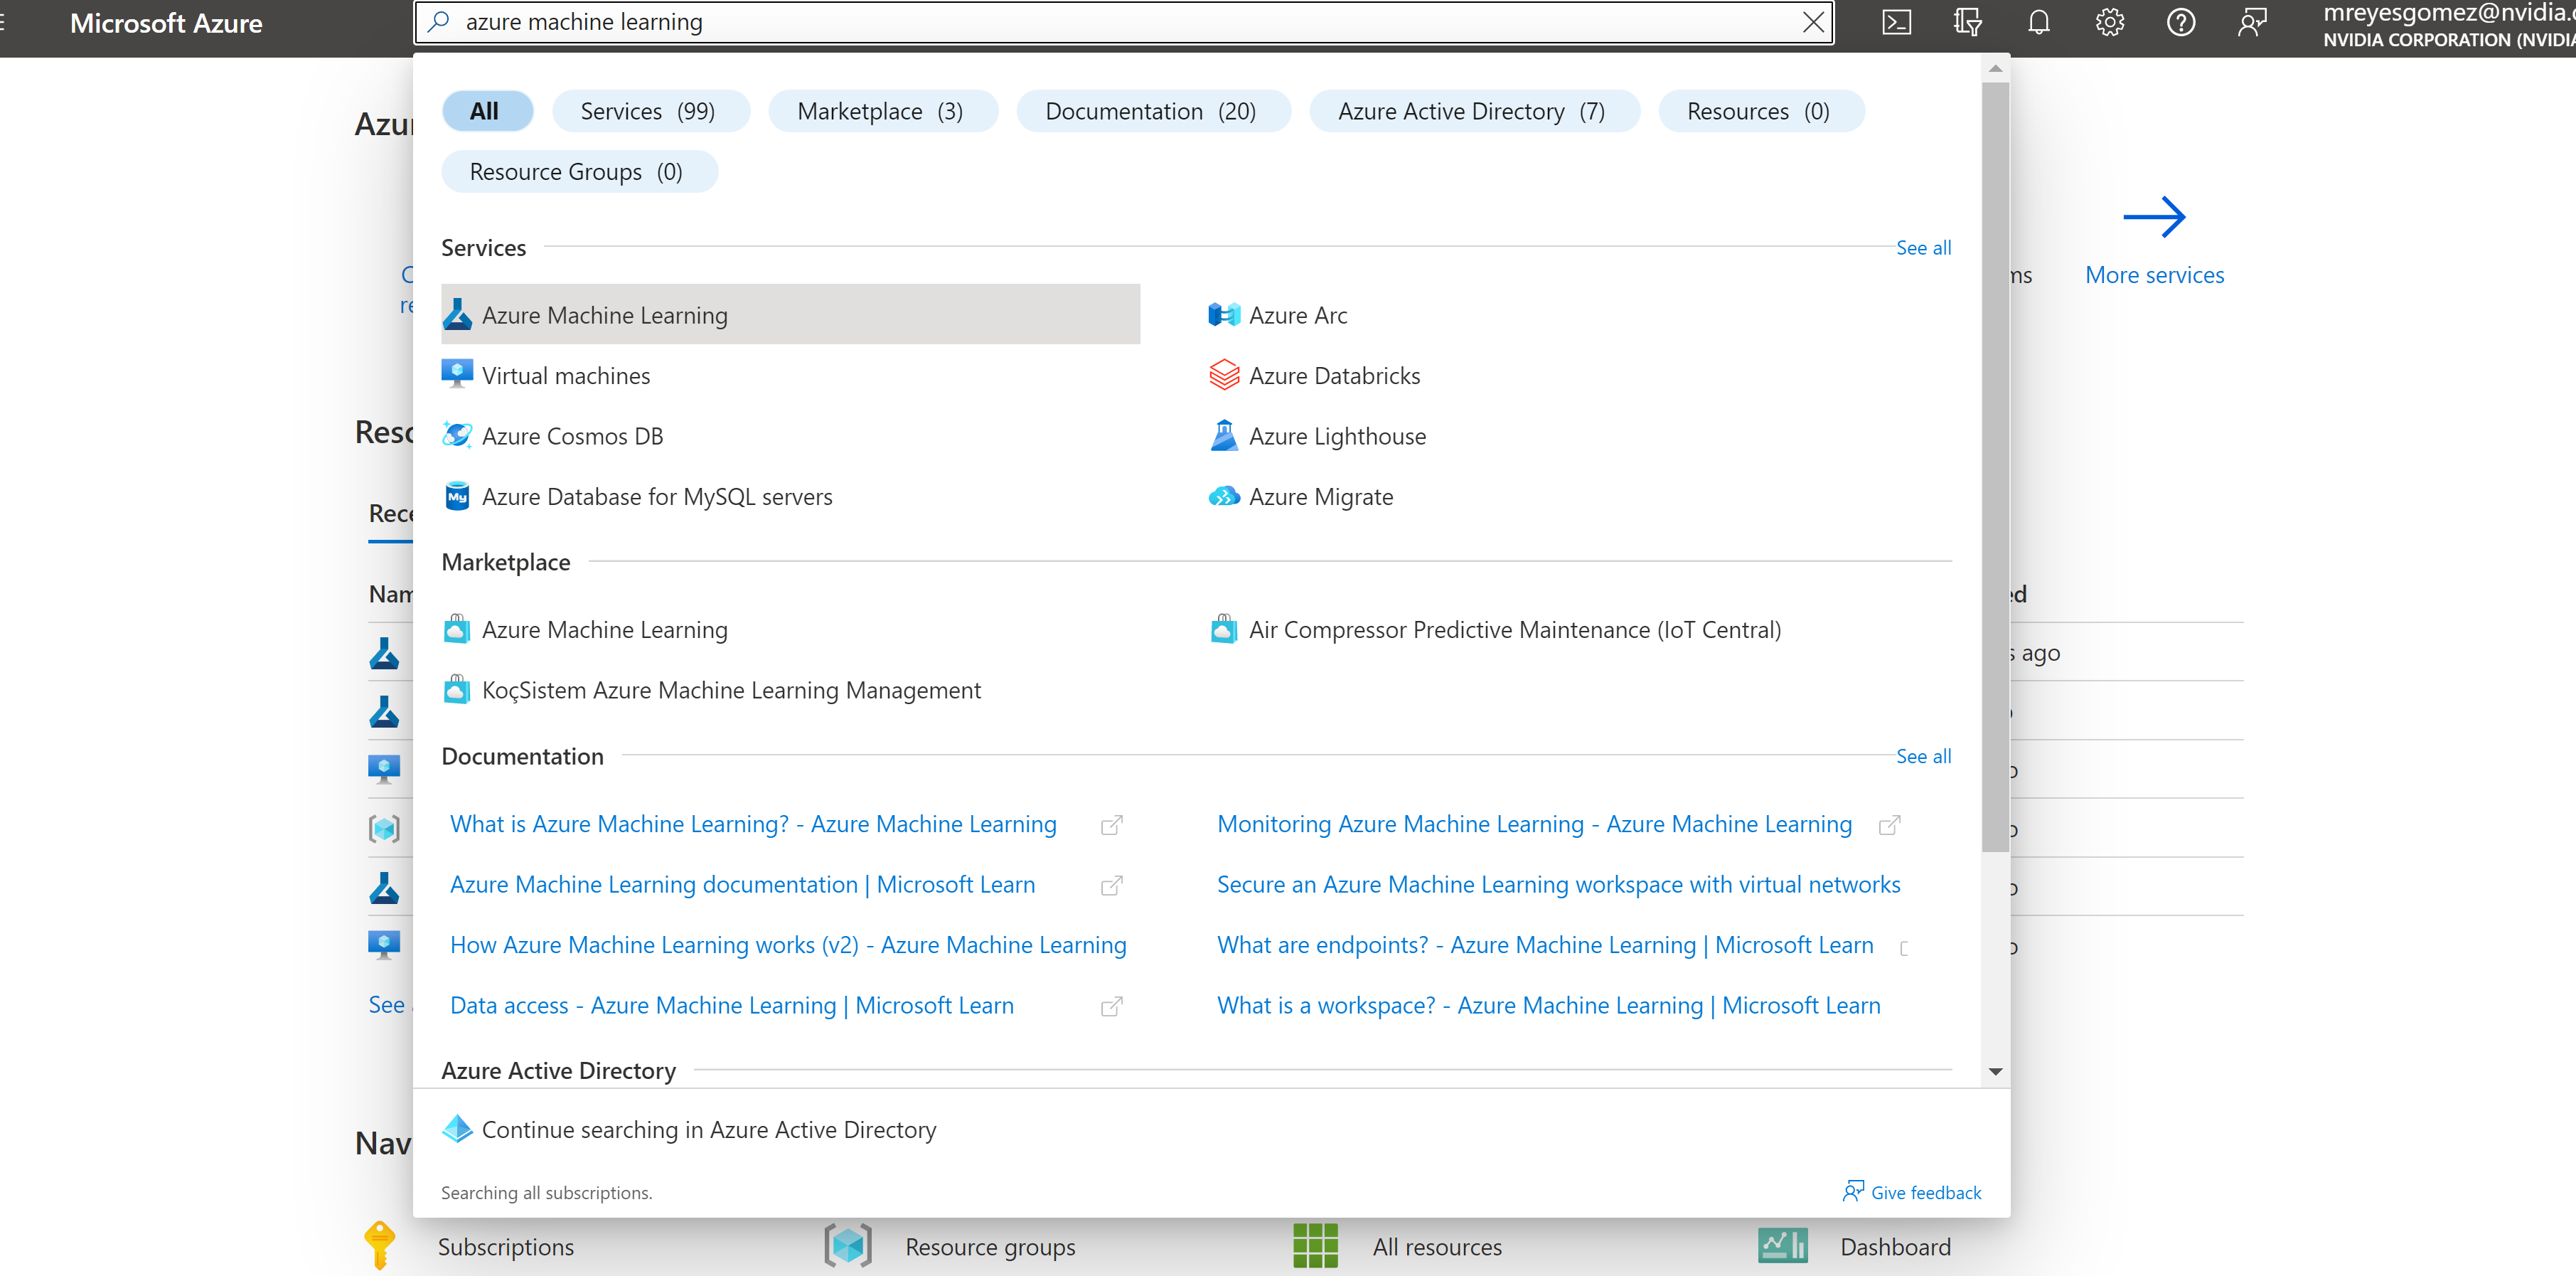 Microsoft Azure
azure machine learning
mreyesgomez@nvidia.c
NVIDIA CORPORATION (NVIDIA
All
Services (99)
Marketplace (3)
Documentation (20)
Azure Active Directory (7)
Resources (0)
Resource Groups (0)
Azu
Services
See all
More services
Azure Machine Learning
Azure Arc
Virtual machines
Azure Databricks
Azure Cosmos DB
Azure Lighthouse
Azure Database for MySQL servers
Azure Migrate
Reso
Rece
Nam
Marketplace
Azure Machine Learning
Air Compressor Predictive Maintenance (IoT Central)
KoçSistem Azure Machine Learning Management
ed
s ago
Documentation
See all
What is Azure Machine Learning? - Azure Machine Learning
Monitoring Azure Machine Learning - Azure Machine Learning
Azure Machine Learning documentation | Microsoft Learn
Secure an Azure Machine Learning workspace with virtual networks
How Azure Machine Learning works (v2) - Azure Machine Learning
What are endpoints? - Azure Machine Learning | Microsoft Learn
Data access - Azure Machine Learning | Microsoft Learn
What is a workspace? - Azure Machine Learning | Microsoft Learn
See
Azure Active Directory
Continue searching in Azure Active Directory
Nav
Searching all subscriptions.
Give feedback
Subscriptions
Resource groups
All resources
Dashboard